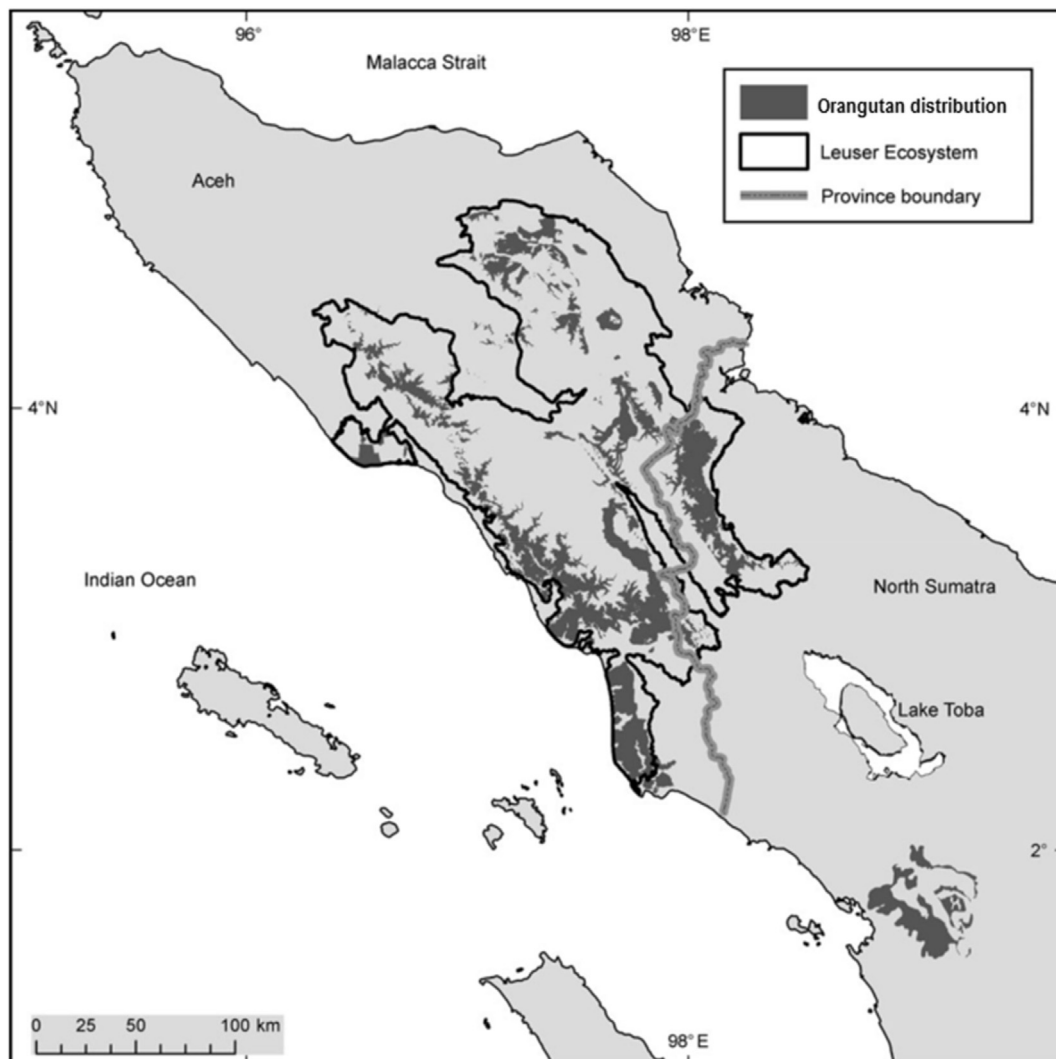 96°
98°E
Malacca Strait
Orangutan distribution
Leuser Ecosystem
Province boundary
Aceh
4°N
4°N
Indian Ocean
North Sumatra
Lake Toba
2°
0 25 50 100 km
98°E